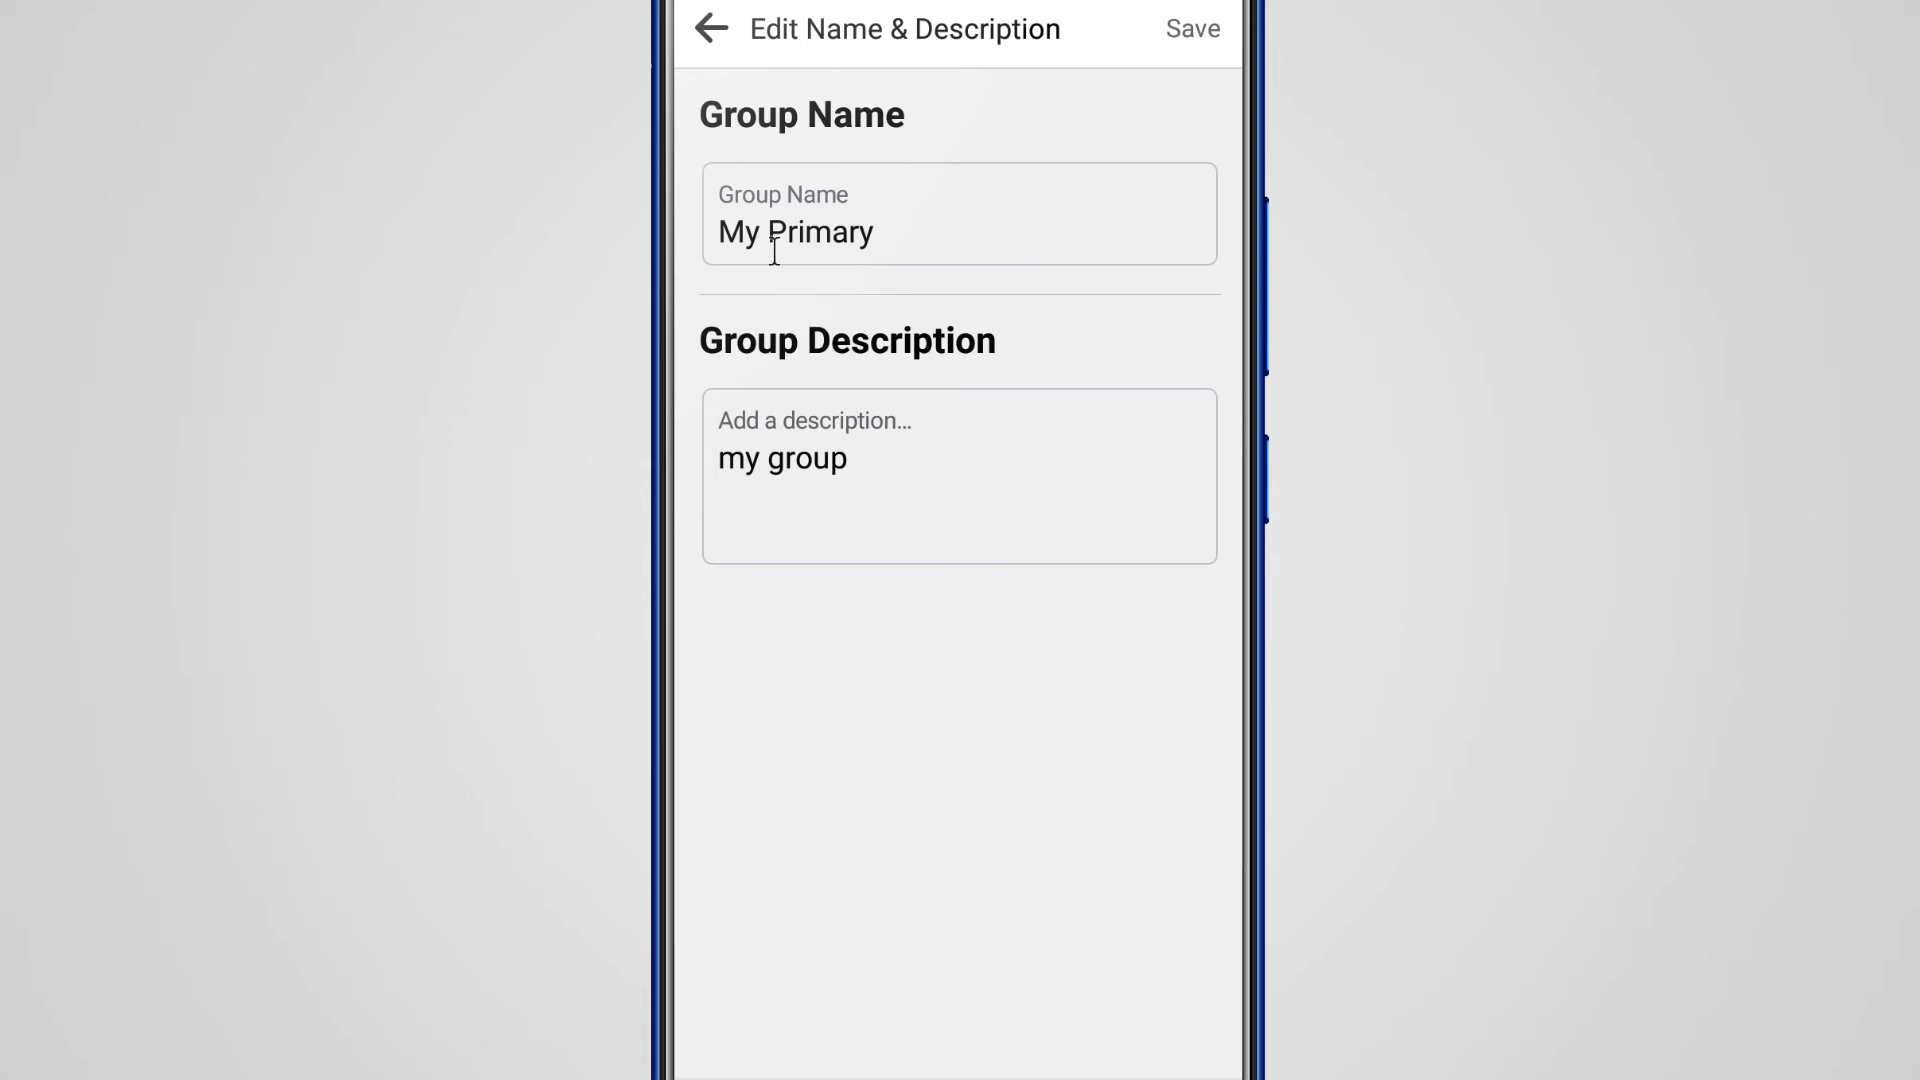 Edit Name & Description Save
Group Name
Group Name
My Primary
Group Description
Add a description...
my group